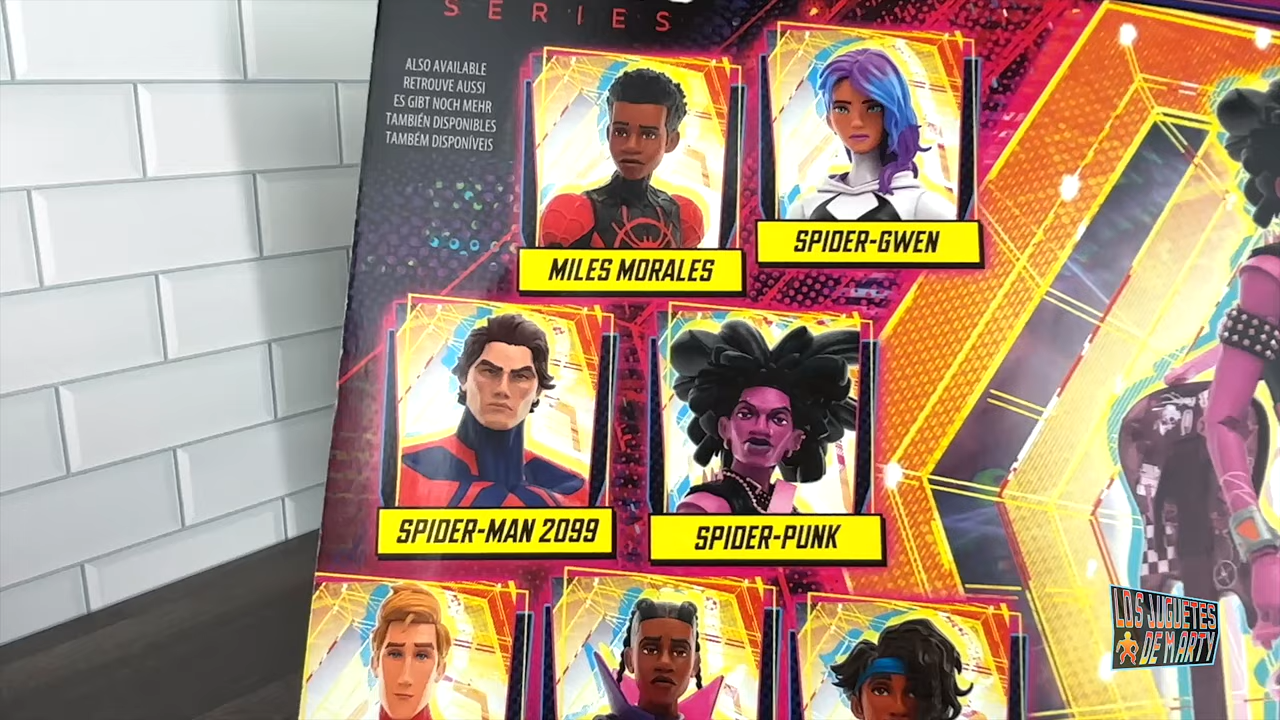 SERIES
ALSO AVAILABLE
RETROUVE AUSSI
ES GIBT NOCH MEHR
TAMBIÉN DISPONIBLES
TAMBÉM DISPONÍVEIS
MILES MORALES
SPIDER-GWEN
SPIDER-MAN 2099
SPIDER-PUNK
LOS JUGUETES
DE MARTY